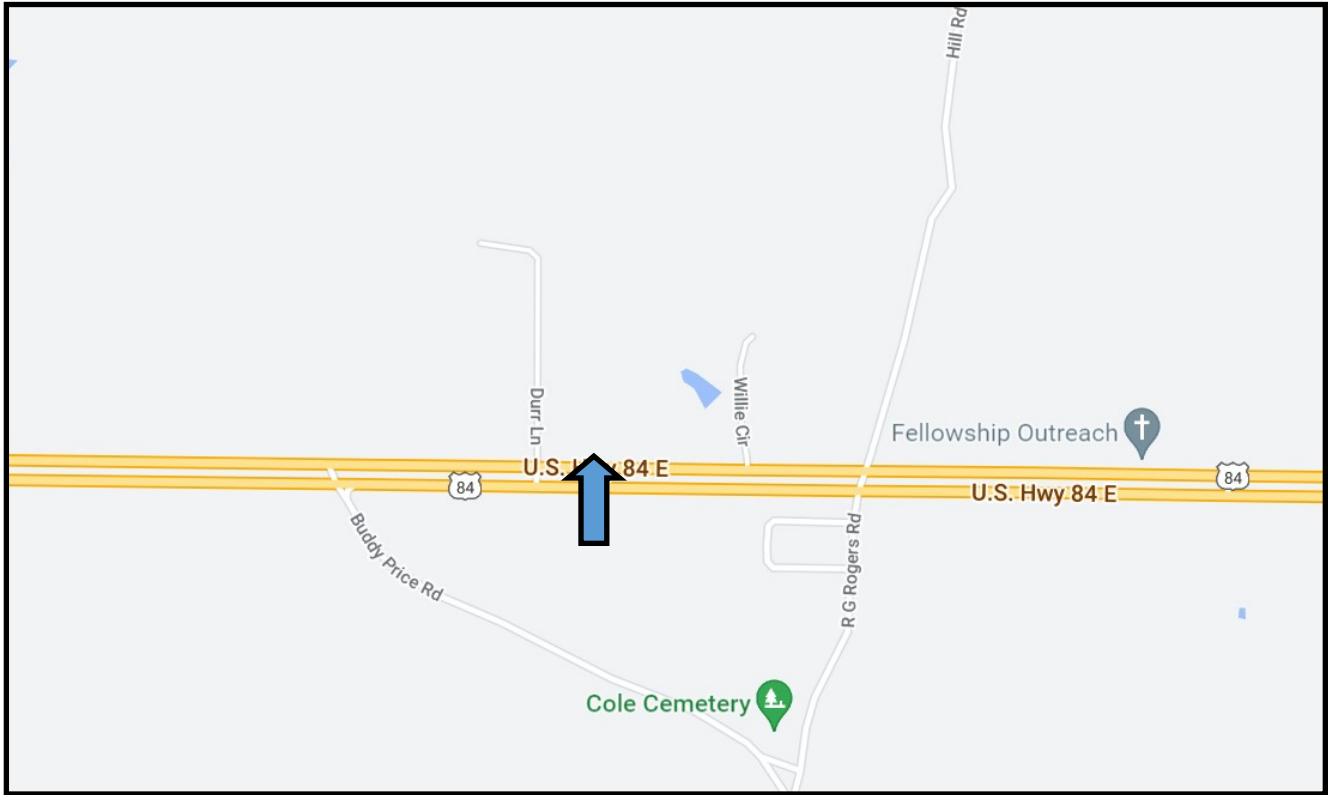 Hill Rd
Durr Ln
Willie Cir
Fellowship Outreach
U.S. Hwy 84 E
84
84
U.S. Hwy 84 E
Buddy Price Rd
R G Rogers Rd
Cole Cemetery